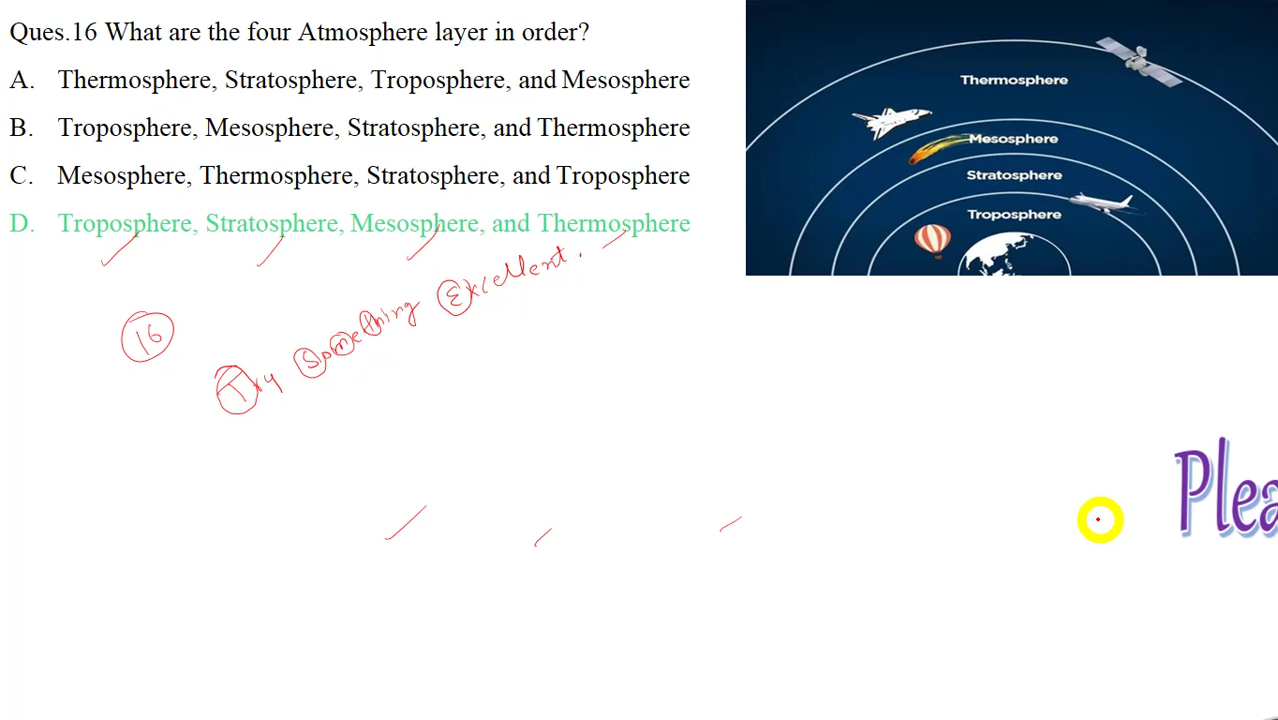 Ques.16 What are the four Atmosphere layer in order?
A. Thermosphere, Stratosphere, Troposphere, and Mesosphere
B. Troposphere, Mesosphere, Stratosphere, and Thermosphere
C. Mesosphere, Thermosphere, Stratosphere, and Troposphere
D. Troposphere, Stratosphere, Mesosphere, and Thermosphere
Thermosphere
Mesosphere
Stratosphere
Troposphere
16
Try Something Excellent.
Plea